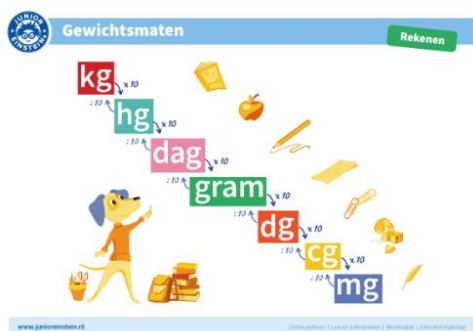 JUNIOR
EINSTEIN
Gewichtsmaten
Rekenen
kg
x 10
: 10
hg
x 10
: 10
dag
x 10
: 10
gram
x 10
: 10
dg
x 10
: 10
cg
x 10
: 10
mg
www.junioreinstein.nl